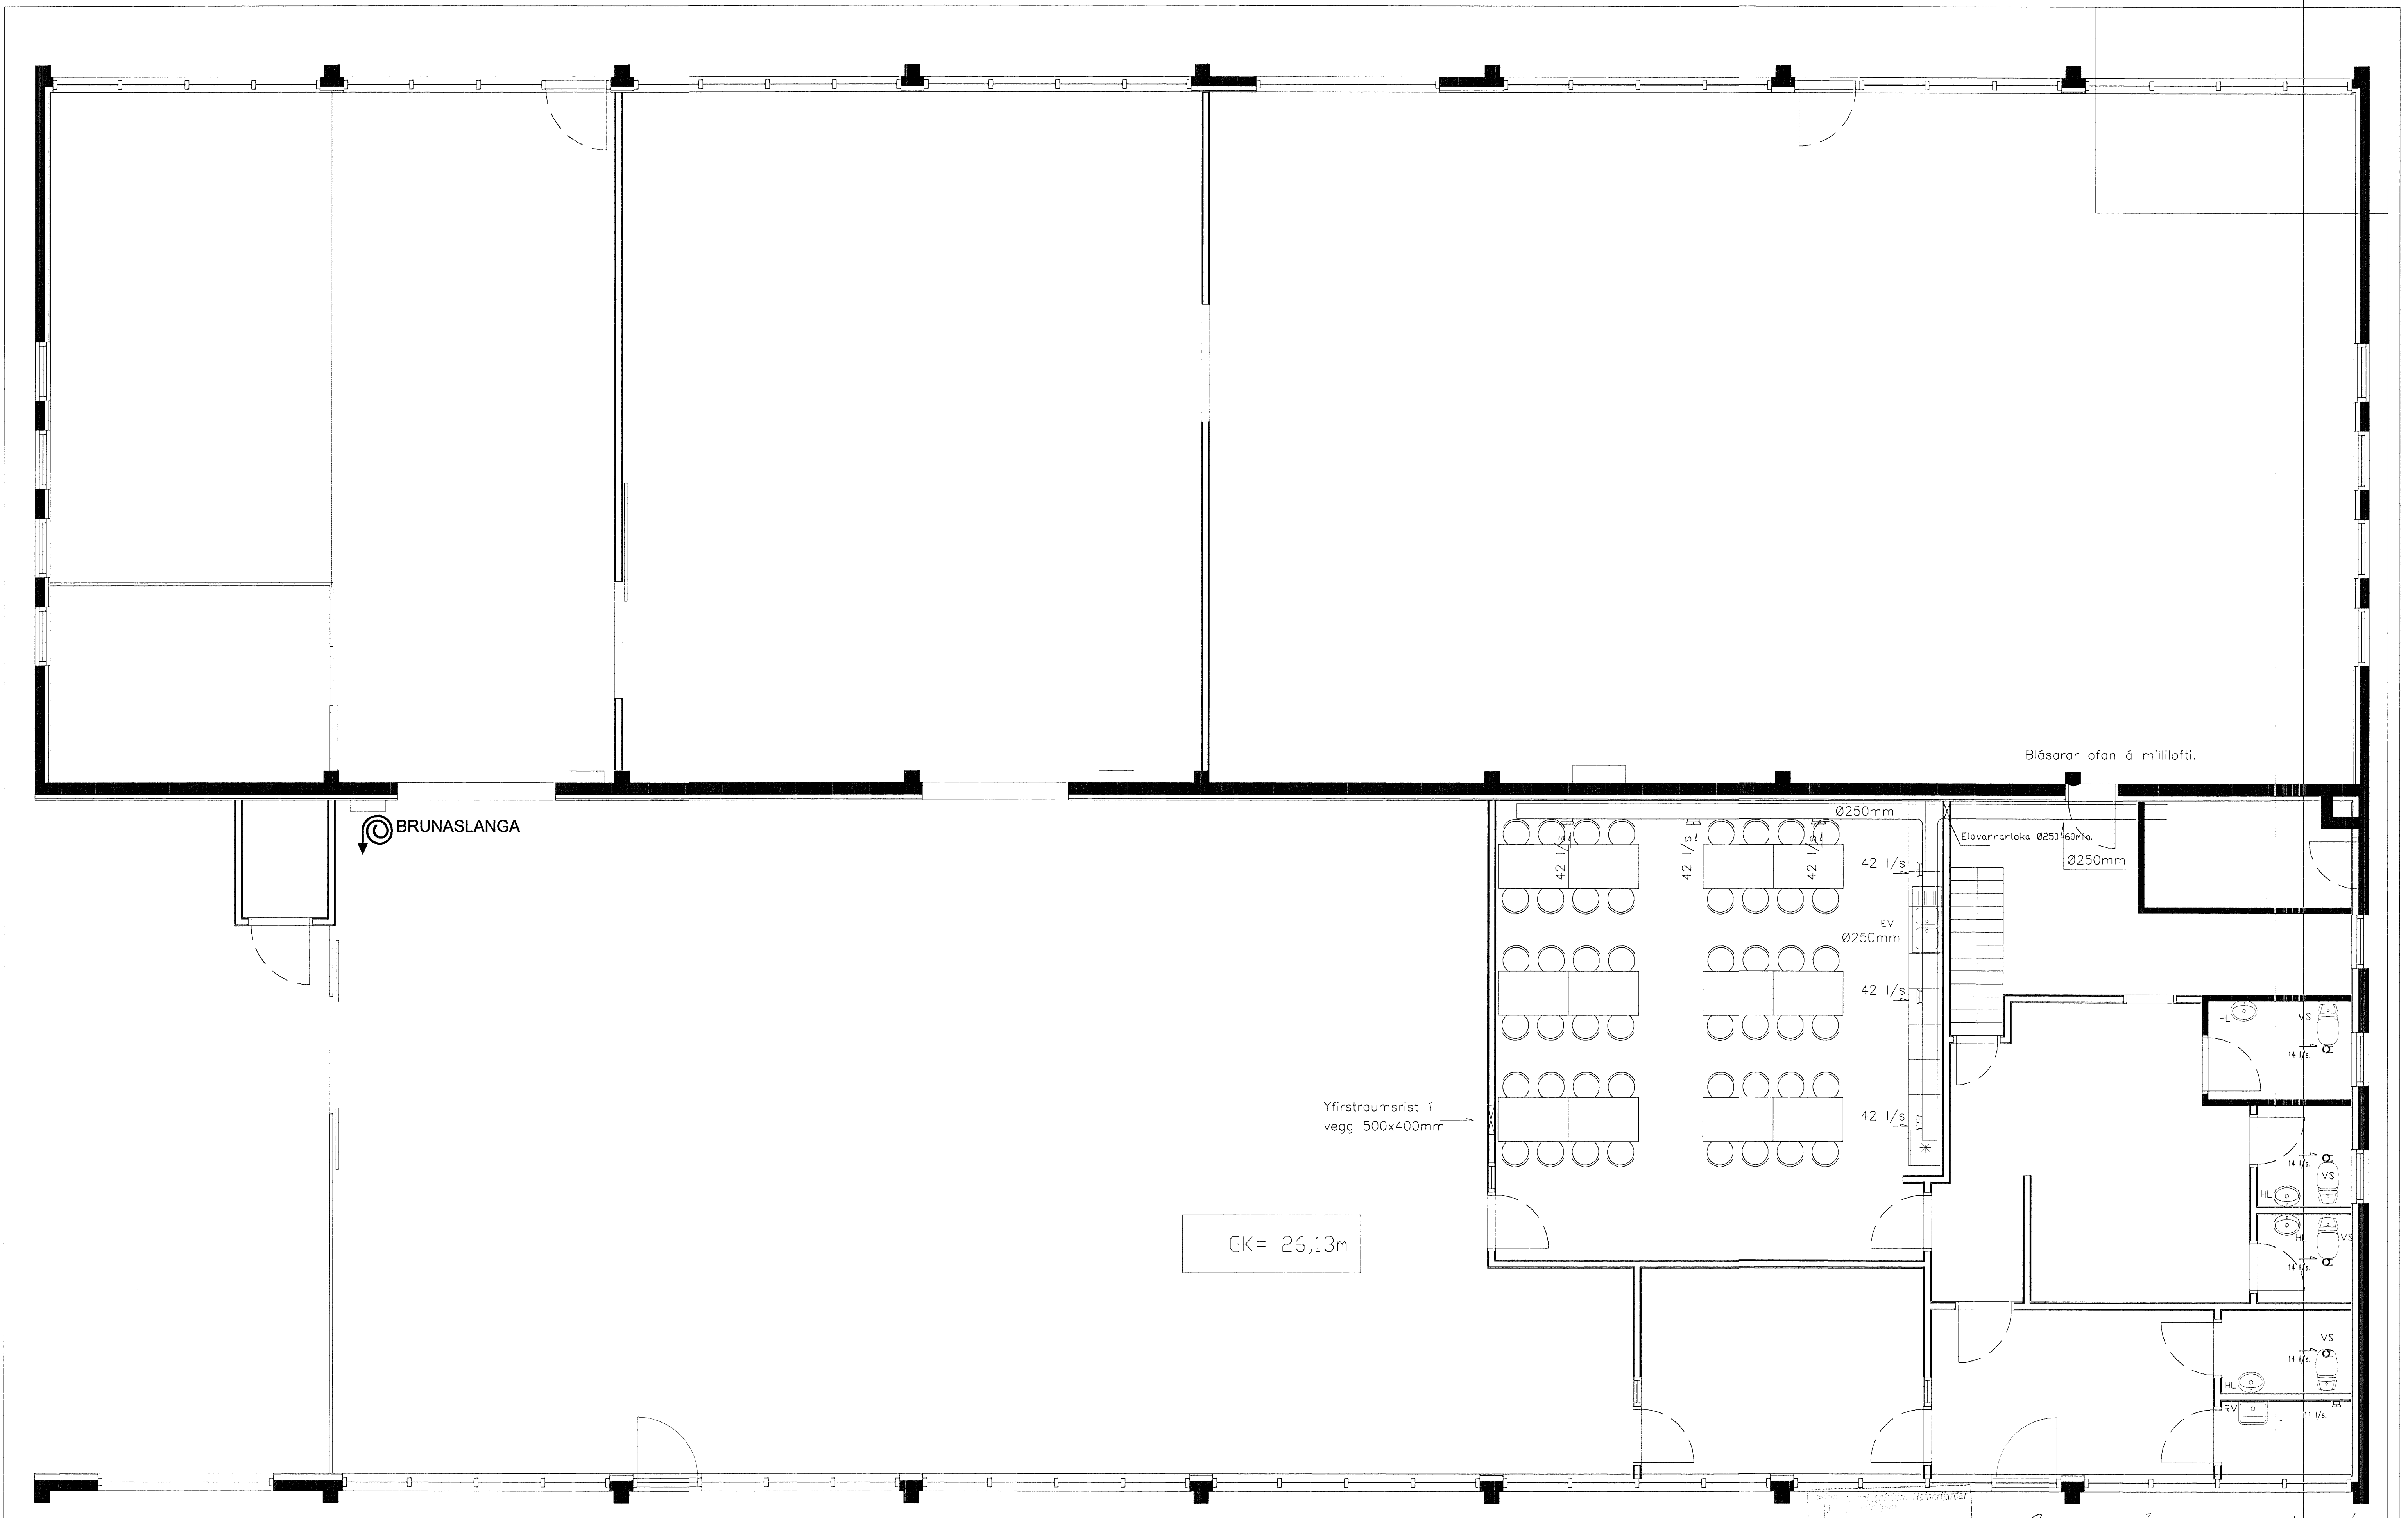 Blásarar ofan á millilofti.
BRUNASLANGA
Ø250mm
Eldvarnarloka Ø250-60mín.
Ø250mm
42 l/s
42 l/s
42 l/s
42 l/s
EV
Ø250mm
42 l/s
HL
VS
14 l/s.
Yfirstraumsrist í
vegg 500x400mm
42 l/s
14 l/s.
VS
HL
GK= 26,13m
HL
VS
14 l/s.
VS
14 l/s.
HL
RV
11 l/s.